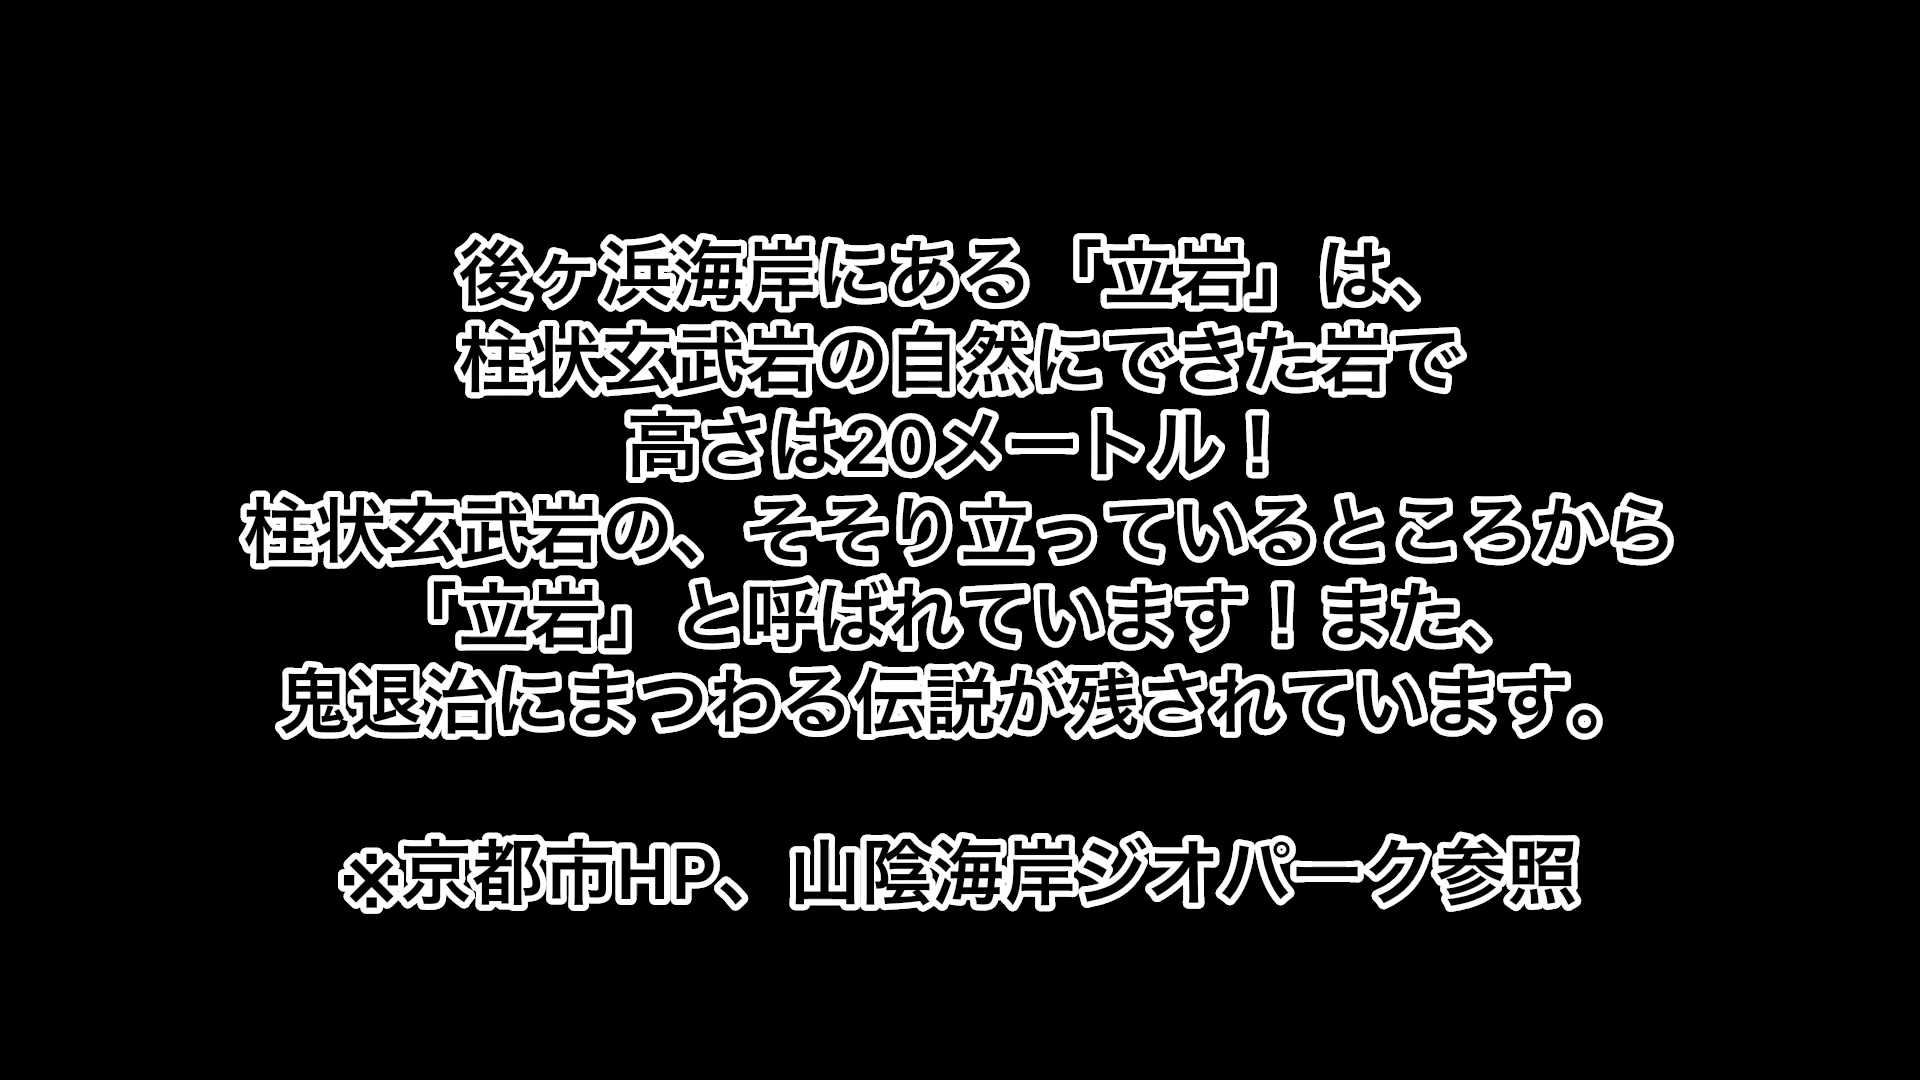 後ヶ浜海岸にある「立岩」は、
柱状玄武岩の自然にできた岩で
高さは20メートル！
柱状玄武岩の、そそり立っているところから
「立岩」と呼ばれています！また、
鬼退治にまつわる伝説が残されています。
※京都市HP、山陰海岸ジオパーク参照